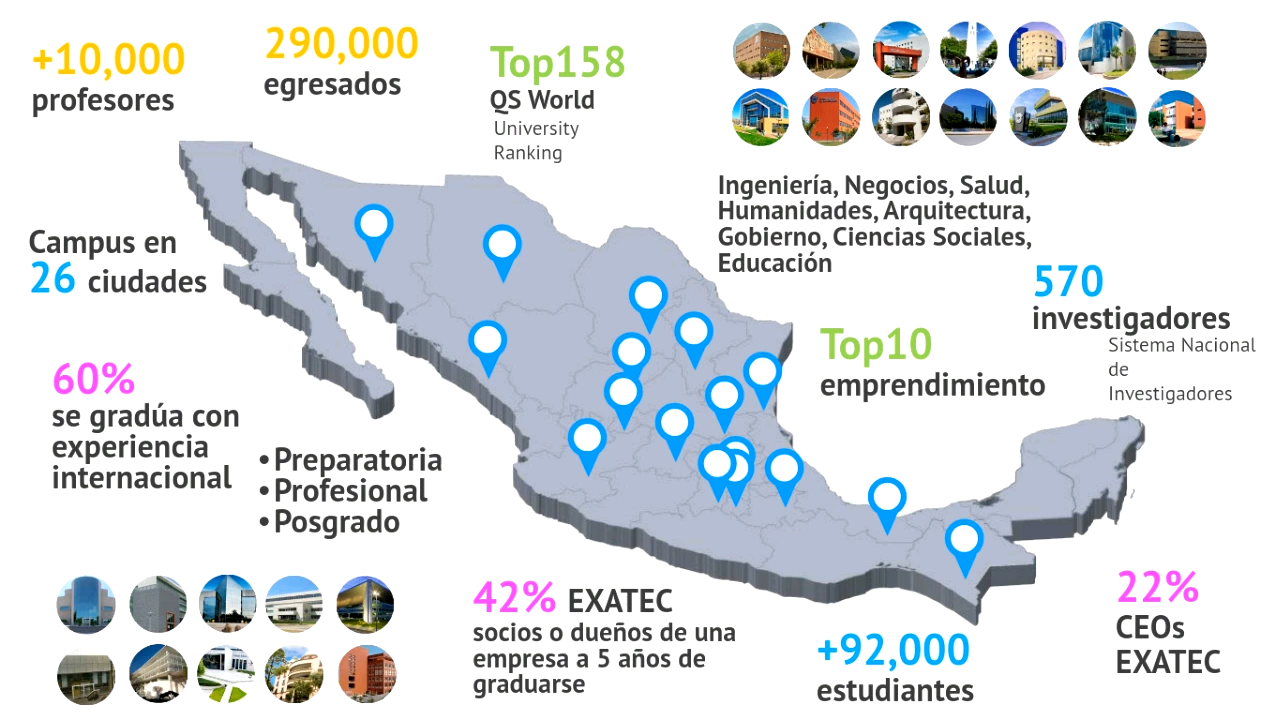 +10,000
profesores
290,000
egresados
Top158
QS World
University
Ranking
Ingeniería, Negocios, Salud,
Humanidades, Arquitectura,
Gobierno, Ciencias Sociales,
Educación
Campus en
26 ciudades
570
investigadores
Sistema Nacional
de
Investigadores
Top10
emprendimiento
60%
se gradúa con
experiencia
internacional
• Preparatoria
• Profesional
• Posgrado
42% EXATEC
socios o dueños de una
empresa a 5 años de
graduarse
+92,000
estudiantes
22%
CEOs
EXATEC